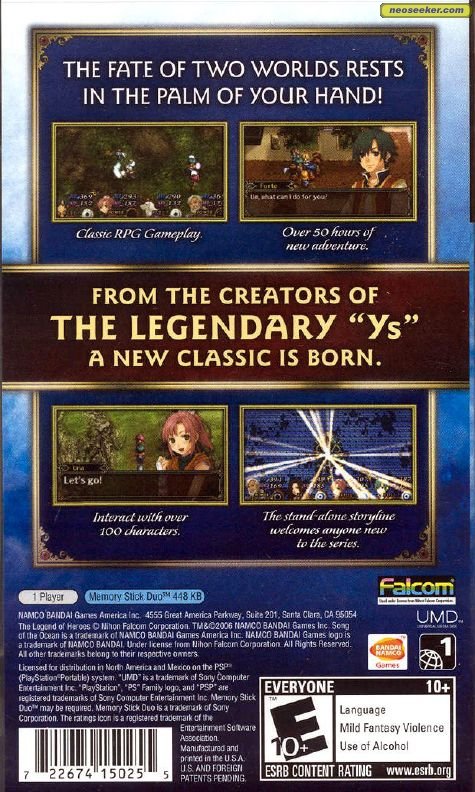 neoseeker.com
THE FATE OF TWO WORLDS RESTS
IN THE PALM OF YOUR HAND!
Forte
Classic RPG Gameplay.
Over 50 hours of
new adventure.
FROM THE CREATORS OF
THE LEGENDARY “Ys”
A NEW CLASSIC IS BORN.
Una
Let's go!
Interact with over
100 characters.
The stand-alone storyline
welcomes anyone new
to the series.
1 Player
Memory Stick Duo™ 448 KB
Falcom
UMD
NAMCO BANDAI Games America Inc. 4555 Great America Parkway, Suite 201, Santa Clara, CA 95054
The Legend of Heroes © Nihon Falcom Corporation. TM&©2006 NAMCO BANDAI Games Inc. Song
of the Ocean is a trademark of NAMCO BANDAI Games America Inc. NAMCO BANDAI Games logo is
a trademark of NAMCO BANDAI. Under license from Nihon Falcom Corporation. All Rights Reserved.
All other trademarks belong to their respective owners.
BANDAI
NAMCO
Games
1
Licensed for distribution in North America and Mexico on the PSP®
(PlayStation®Portable) system. "UMD" is a trademark of Sony Computer
Entertainment Inc. "PlayStation", "PS" Family logo, and "PSP" are
registered trademarks of Sony Computer Entertainment Inc. Memory Stick
Duo™ may be required. Memory Stick Duo is a trademark of Sony
Corporation. The ratings icon is a registered trademark of the
Entertainment Software
Association.
Manufactured and
printed in the U.S.A.
U.S. AND FOREIGN
PATENTS PENDING.
7 22674 15025 5
EVERYONE 10+
E
10+
Language
Mild Fantasy Violence
Use of Alcohol
ESRB CONTENT RATING www.esrb.org